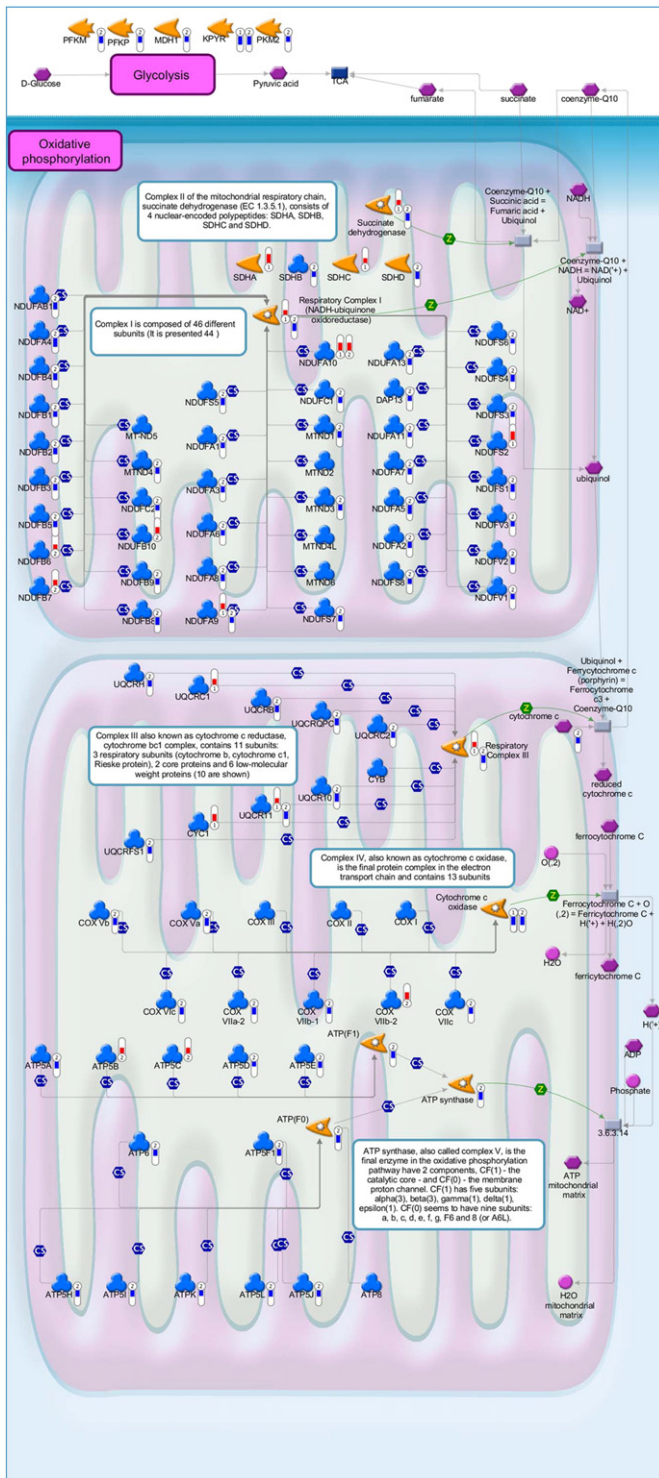 PFKM
PFKP
MDH1
KPYR
PKM2
D-Glucose
Glycolysis
Pyruvic acid
TCA
fumarate
succinate
coenzyme-Q10
Oxidative
phosphorylation
Complex II of the mitochondrial respiratory chain,
succinate dehydrogenase (EC 1.3.5.1), consists of
4 nuclear-encoded polypeptides: SDHA, SDHB,
SDHC and SDHD.
Succinate
dehydrogenase
Coenzyme-Q10 +
Succinic acid =
Fumaric acid +
Ubiquinol
NADH
Z
SDHA
SDHB
SDHC
SDHD
Coenzyme-Q10 +
NADH = NAD('+) +
Ubiquinol
NAD+
Complex I is composed of 46 different
subunits (It is presented 44 )
Respiratory Complex I
(NADH-ubiquinone
oxidoreductase)
Z
NDUFAB1
NDUFA4
NDUFB4
NDUFB1
NDUFB2
NDUFB3
NDUFB5
NDUFB6
NDUFB7
MT-ND5
MTND4
NDUFC2
NDUFB10
NDUFB9
NDUFB8
NDUFS5
NDUFA1
NDUFA3
NDUFA6
NDUFA8
NDUFA9
NDUFA10
NDUFC1
MTND1
MTND2
MTND3
MTND4L
MTND6
NDUFS7
NDUFA13
DAP13
NDUFA11
NDUFA7
NDUFA5
NDUFA2
NDUFS8
NDUFS6
NDUFS4
NDUFS3
NDUFS2
NDUFS1
NDUFV3
NDUFV2
NDUFV1
ubiquinol
UQCRH
UQCRC1
UQCRB
UQCRQPC
UQCRC2
CYB
UQCR10
UQCR11
CYC1
UQCRFS1
Complex III also known as cytochrome c reductase,
cytochrome bc1 complex, contains 11 subunits:
3 respiratory subunits (cytochrome b, cytochrome c1,
Rieske protein), 2 core proteins and 6 low-molecular
weight proteins (10 are shown)
Respiratory
Complex III
Z
cytochrome c
Ubiquinol +
Ferrycytochrome c
(porphyrin) =
Ferrocytochrome
c3 +
Coenzyme-Q10
reduced
cytochrome c
ferrocytochrome C
Complex IV, also known as cytochrome c oxidase,
is the final protein complex in the electron
transport chain and contains 13 subunits
O(,2)
Cytochrome c
oxidase
Z
Ferrocytochrome C + O
(,2) = Ferricytochrome C +
H('+) + H(,2)O
COX Vb
COX Va
COX III
COX II
COX I
H2O
ferricytochrome C
COX VIc
COX
VIIa-2
COX
VIIb-1
COX
VIIb-2
COX
VIIc
H('+)
ATP5A
ATP5B
ATP5C
ATP5D
ATP5E
ATP(F1)
ADP
Phosphate
ATP synthase
Z
3.6.3.14
ATP(F0)
ATP6
ATP5F1
ATP synthase, also called complex V, is the
final enzyme in the oxidative phosphorylation
pathway have 2 components, CF(1) - the
catalytic core - and CF(0) - the membrane
proton channel. CF(1) has five subunits:
alpha(3), beta(3), gamma(1), delta(1),
epsilon(1). CF(0) seems to have nine subunits:
a, b, c, d, e, f, g, F6 and 8 (or A6L).
ATP
mitochondrial
matrix
ATP5H
ATP5I
ATPK
ATP5L
ATP5J
ATP8
H2O
mitochondrial
matrix